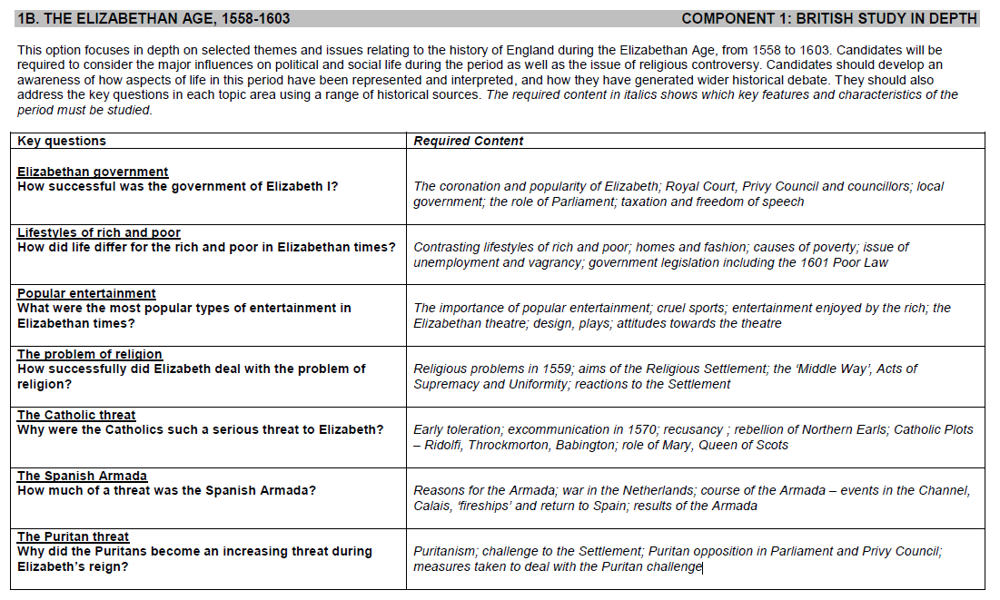 1B. THE ELIZABETHAN AGE, 1558-1603 COMPONENT 1: BRITISH STUDY IN DEPTH
This option focuses in depth on selected themes and issues relating to the history of England during the Elizabethan Age, from 1558 to 1603. Candidates will be
required to consider the major influences on political and social life during the period as well as the issue of religious controversy. Candidates should develop an
awareness of how aspects of life in this period have been represented and interpreted, and how they have generated wider historical debate. They should also
address the key questions in each topic area using a range of historical sources. The required content in italics shows which key features and characteristics of the
period must be studied.
Key questions
Required Content
Elizabethan government
How successful was the government of Elizabeth I?
The coronation and popularity of Elizabeth; Royal Court, Privy Council and councillors; local
government; the role of Parliament; taxation and freedom of speech
Lifestyles of rich and poor
How did life differ for the rich and poor in Elizabethan times?
Contrasting lifestyles of rich and poor; homes and fashion; causes of poverty; issue of
unemployment and vagrancy; government legislation including the 1601 Poor Law
Popular entertainment
What were the most popular types of entertainment in
Elizabethan times?
The importance of popular entertainment; cruel sports; entertainment enjoyed by the rich; the
Elizabethan theatre; design, plays; attitudes towards the theatre
The problem of religion
How successfully did Elizabeth deal with the problem of
religion?
Religious problems in 1559; aims of the Religious Settlement; the ‘Middle Way’, Acts of
Supremacy and Uniformity; reactions to the Settlement
The Catholic threat
Why were the Catholics such a serious threat to Elizabeth?
Early toleration; excommunication in 1570; recusancy ; rebellion of Northern Earls; Catholic Plots
– Ridolfi, Throckmorton, Babington; role of Mary, Queen of Scots
The Spanish Armada
How much of a threat was the Spanish Armada?
Reasons for the Armada; war in the Netherlands; course of the Armada – events in the Channel,
Calais, ‘fireships’ and return to Spain; results of the Armada
The Puritan threat
Why did the Puritans become an increasing threat during
Elizabeth’s reign?
Puritanism; challenge to the Settlement; Puritan opposition in Parliament and Privy Council;
measures taken to deal with the Puritan challenge